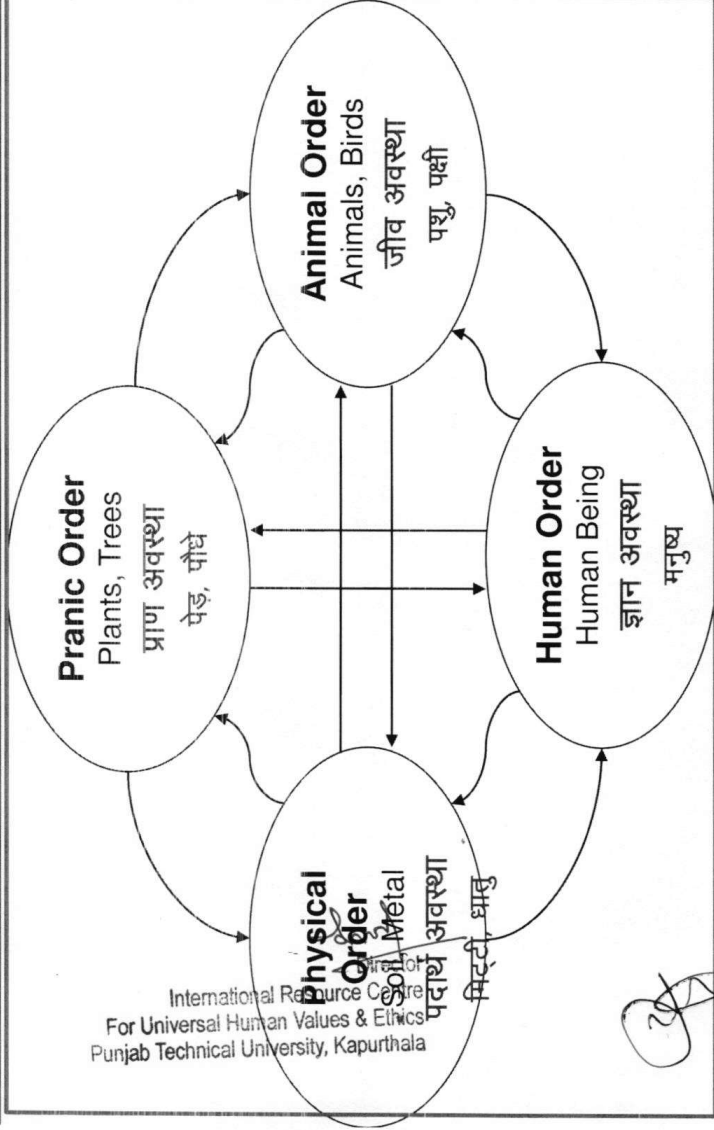 Physical
Order
Soil, Metal
पदार्थ अवस्था
मिट्टी, धातु
Pranic Order
Plants, Trees
प्राण अवस्था
पेड़, पौधे
Human Order
Human Being
ज्ञान अवस्था
मनुष्य
Animal Order
Animals, Birds
जीव अवस्था
पशु, पक्षी
Director
International Resource Centre
For Universal Human Values & Ethics
Punjab Technical University, Kapurthala